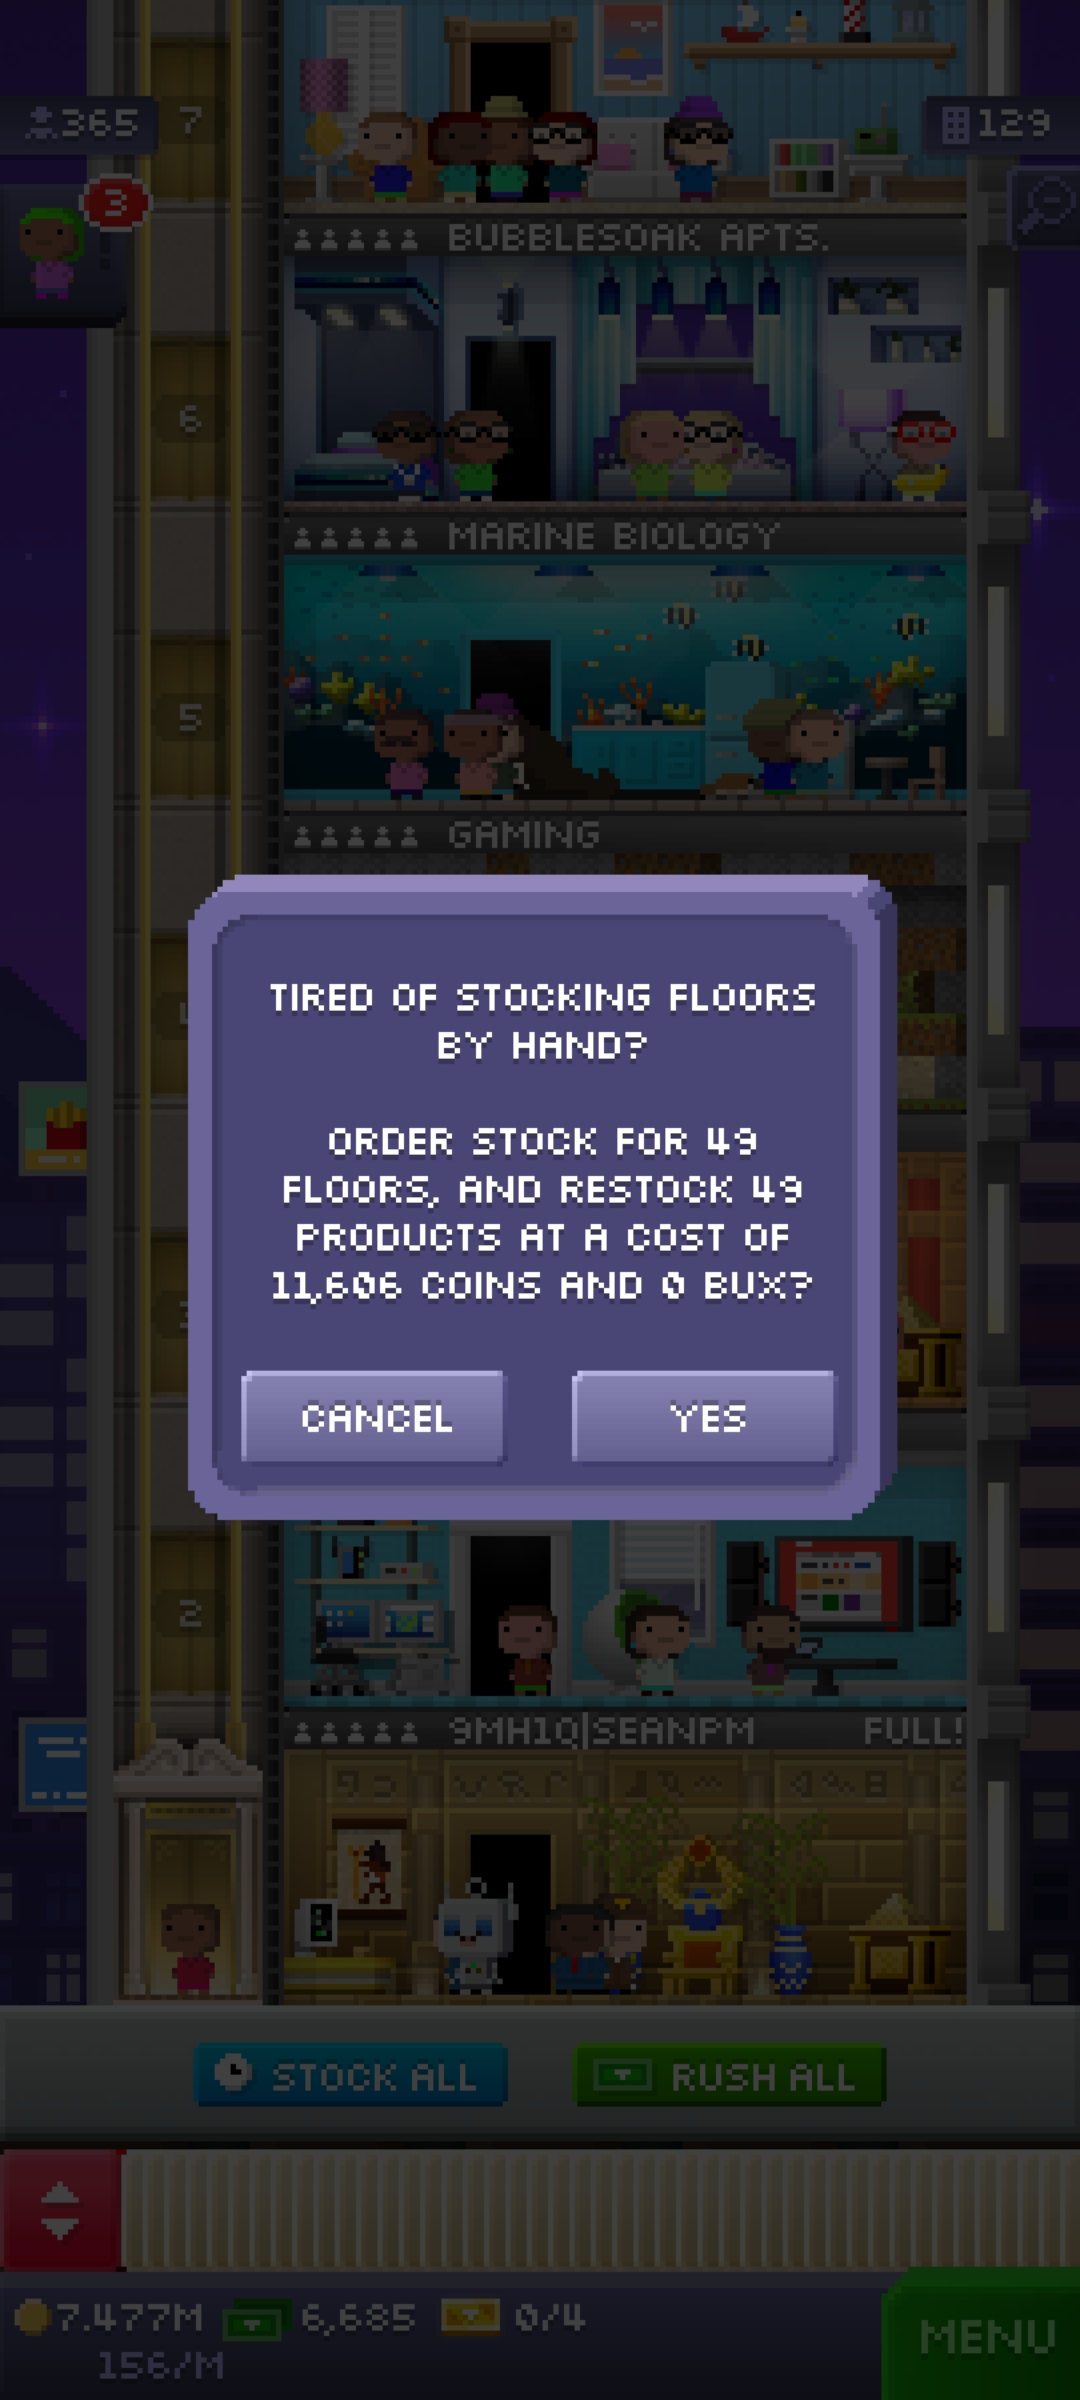 365
7
129
3
BUBBLESOAK APTS.
6
MARINE BIOLOGY
5
GAMING
TIRED OF STOCKING FLOORS
BY HAND?
ORDER STOCK FOR 49
FLOORS, AND RESTOCK 49
PRODUCTS AT A COST OF
11,606 COINS AND 0 BUX?
CANCEL
YES
2
9MH1Q|SEANPM
FULL!
STOCK ALL
RUSH ALL
7.477M
6,685
0/4
MENU
156/M